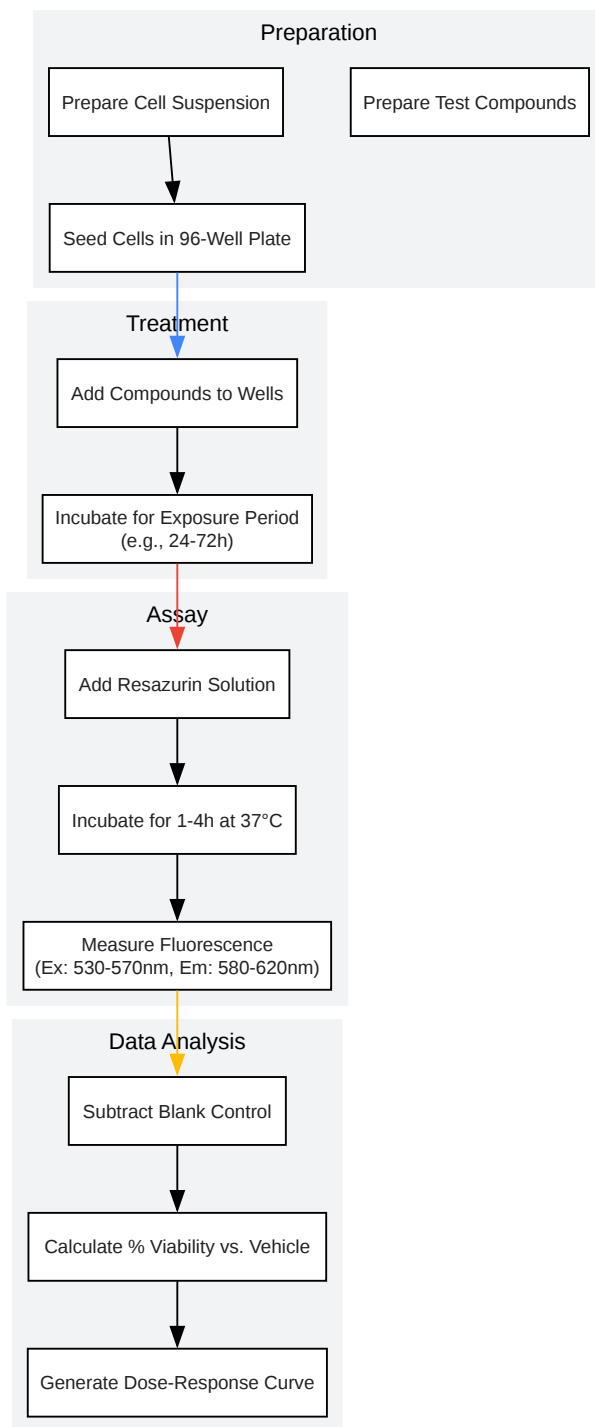 Preparation
Prepare Cell Suspension
Prepare Test Compounds
Seed Cells in 96-Well Plate
Treatment
Add Compounds to Wells
Incubate for Exposure Period
(e.g., 24-72h)
Assay
Add Resazurin Solution
Incubate for 1-4h at 37°C
Measure Fluorescence
(Ex: 530-570nm, Em: 580-620nm)
Data Analysis
Subtract Blank Control
Calculate % Viability vs. Vehicle
Generate Dose-Response Curve